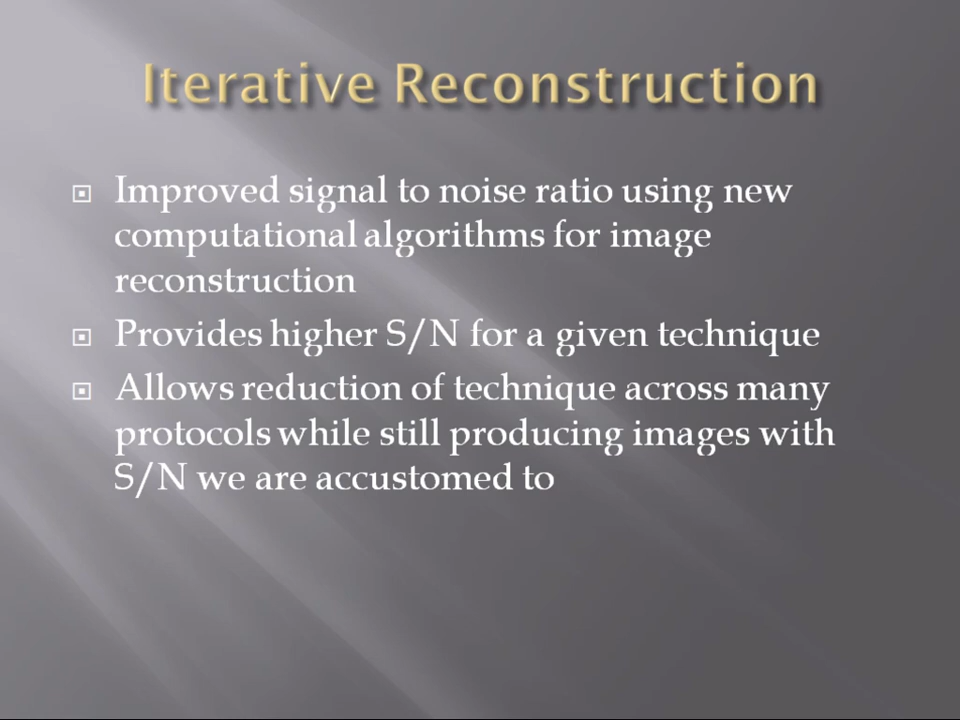 Iterative Reconstruction
Improved signal to noise ratio using new
computational algorithms for image
reconstruction
Provides higher S/N for a given technique
Allows reduction of technique across many
protocols while still producing images with
S/N we are accustomed to